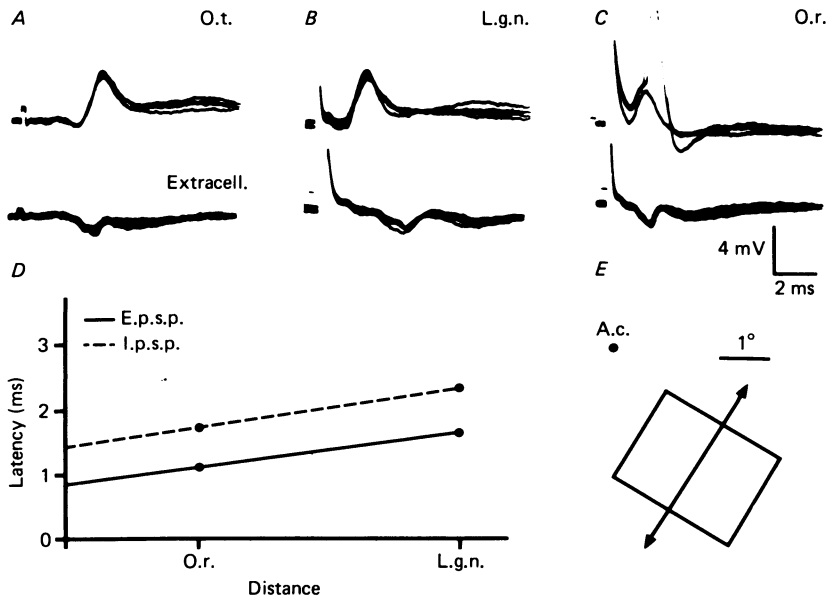 A O.t.
B L.g.n.
C O.r.
Extracell.
4 mV
2 ms
D
E.p.s.p.
I.p.s.p.
3
2
1
0
Latency (ms)
O.r. L.g.n.
Distance
E
A.c.
1°